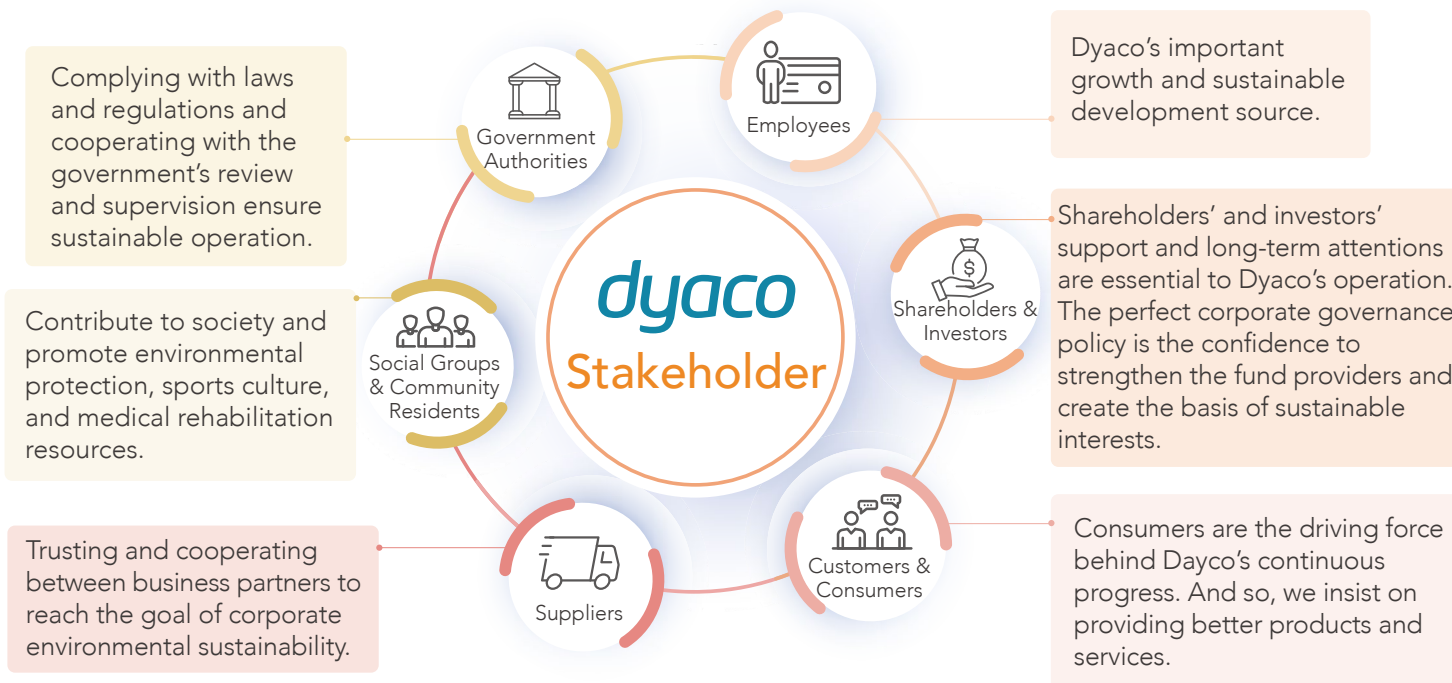 Complying with laws
and regulations and
cooperating with the
government's review
and supervision ensure
sustainable operation.
Government
Authorities
Employees
Dyaco's important
growth and sustainable
development source.
Contribute to society and
promote environmental
protection, sports culture,
and medical rehabilitation
resources.
Social Groups
& Community
Residents
dyaco
Stakeholder
Shareholders &
Investors
Shareholders' and investors'
support and long-term attentions
are essential to Dyaco's operation.
The perfect corporate governance
policy is the confidence to
strengthen the fund providers and
create the basis of sustainable
interests.
Trusting and cooperating
between business partners to
reach the goal of corporate
environmental sustainability.
Suppliers
Customers &
Consumers
Consumers are the driving force
behind Dayco's continuous
progress. And so, we insist on
providing better products and
services.